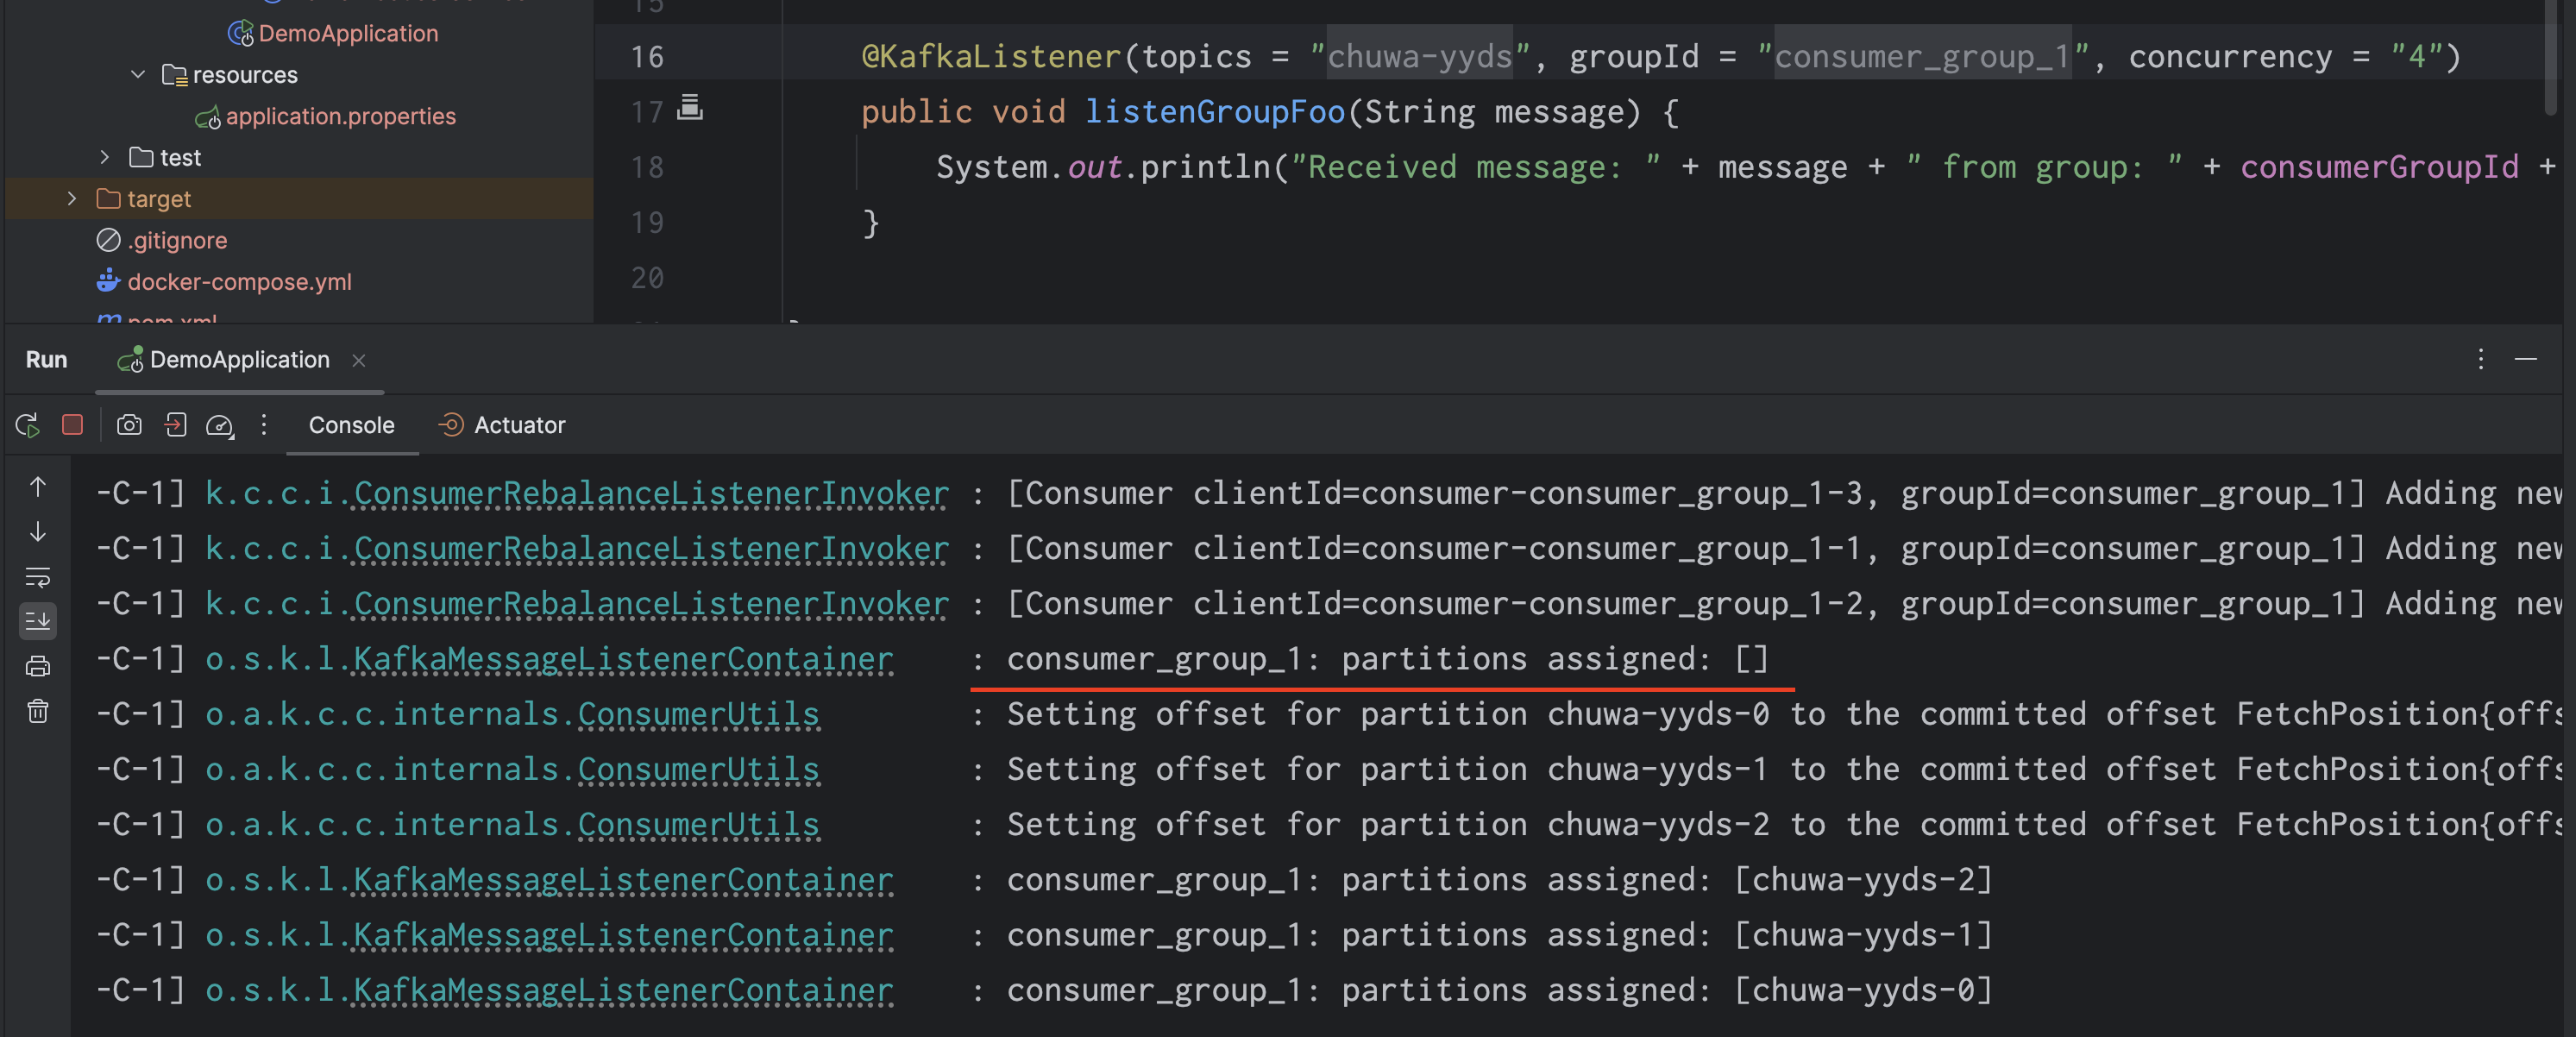 DemoApplication
resources
application.properties
test
target
.gitignore
docker-compose.yml
pom.xml
15
16 @KafkaListener(topics = "chuwa-yyds", groupId = "consumer_group_1", concurrency = "4")
17 public void listenGroupFoo(String message) {
18 System.out.println("Received message: " + message + " from group: " + consumerGroupId +
19 }
20
Run DemoApplication
Console Actuator
-C-1] k.c.c.i.ConsumerRebalanceListenerInvoker : [Consumer clientId=consumer-consumer_group_1-3, groupId=consumer_group_1] Adding new
-C-1] k.c.c.i.ConsumerRebalanceListenerInvoker : [Consumer clientId=consumer-consumer_group_1-1, groupId=consumer_group_1] Adding new
-C-1] k.c.c.i.ConsumerRebalanceListenerInvoker : [Consumer clientId=consumer-consumer_group_1-2, groupId=consumer_group_1] Adding new
-C-1] o.s.k.l.KafkaMessageListenerContainer : consumer_group_1: partitions assigned: []
-C-1] o.a.k.c.c.internals.ConsumerUtils : Setting offset for partition chuwa-yyds-0 to the committed offset FetchPosition{offs
-C-1] o.a.k.c.c.internals.ConsumerUtils : Setting offset for partition chuwa-yyds-1 to the committed offset FetchPosition{offs
-C-1] o.a.k.c.c.internals.ConsumerUtils : Setting offset for partition chuwa-yyds-2 to the committed offset FetchPosition{offs
-C-1] o.s.k.l.KafkaMessageListenerContainer : consumer_group_1: partitions assigned: [chuwa-yyds-2]
-C-1] o.s.k.l.KafkaMessageListenerContainer : consumer_group_1: partitions assigned: [chuwa-yyds-1]
-C-1] o.s.k.l.KafkaMessageListenerContainer : consumer_group_1: partitions assigned: [chuwa-yyds-0]